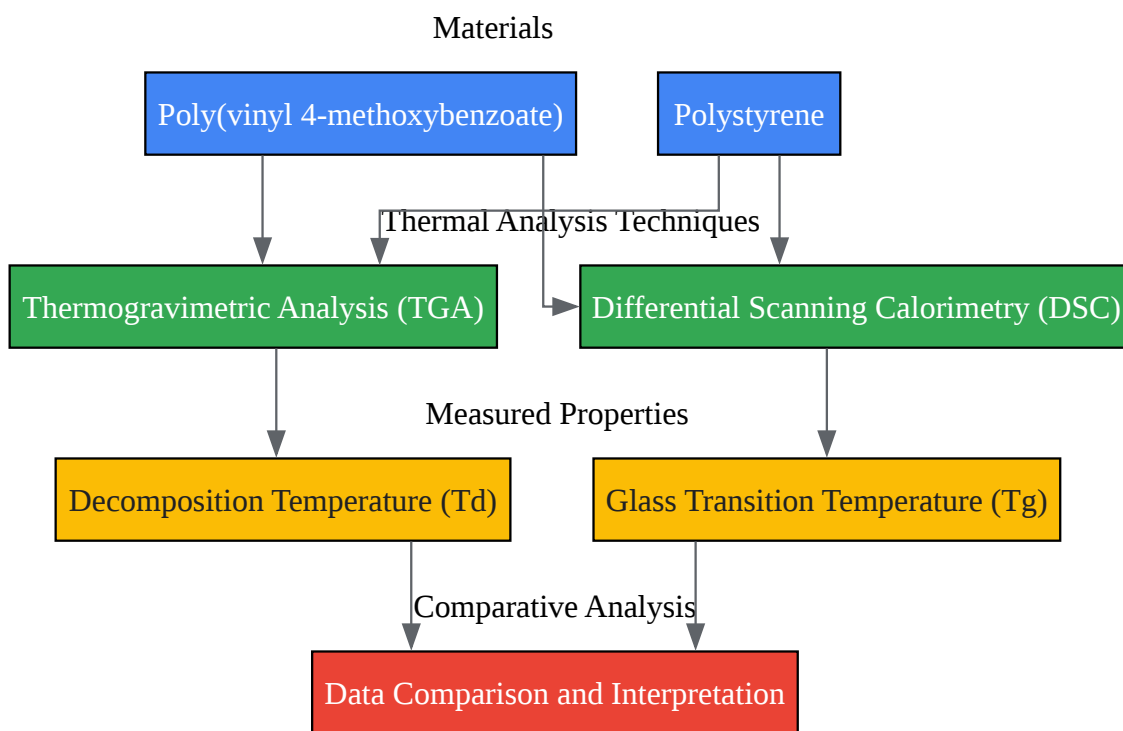 Materials
Poly(vinyl 4-methoxybenzoate)
Polystyrene
Thermal Analysis Techniques
Thermogravimetric Analysis (TGA)
Differential Scanning Calorimetry (DSC)
Measured Properties
Decomposition Temperature (Td)
Glass Transition Temperature (Tg)
Comparative Analysis
Data Comparison and Interpretation